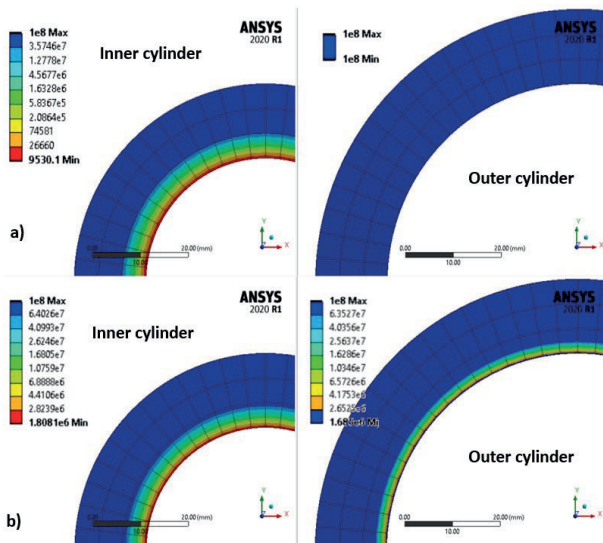 1e8 Max
3.5746e7
1.2778e7
4.5677e6
1.6328e6
5.8367e5
2.0864e5
74581
26660
9530.1 Min
Inner cylinder
ANSYS
2020 R1
a)
0.00
20.00 (mm)
10.00
Y
Z
X
1e8 Max
1e8 Min
ANSYS
2020 R1
Outer cylinder
0.00
20.00 (mm)
10.00
Y
Z
X
1e8 Max
6.4026e7
4.0993e7
2.6246e7
1.6805e7
1.0759e7
6.8888e6
4.4106e6
2.8239e6
1.8081e6 Min
Inner cylinder
ANSYS
2020 R1
b)
0.00
20.00 (mm)
10.00
Y
Z
X
1e8 Max
6.3527e7
4.0356e7
2.5637e7
1.6286e7
1.0346e7
6.5726e6
4.1753e6
ANSYS
2020 R1
Outer cylinder
0.00
20.00 (mm)
10.00
Y
Z
X